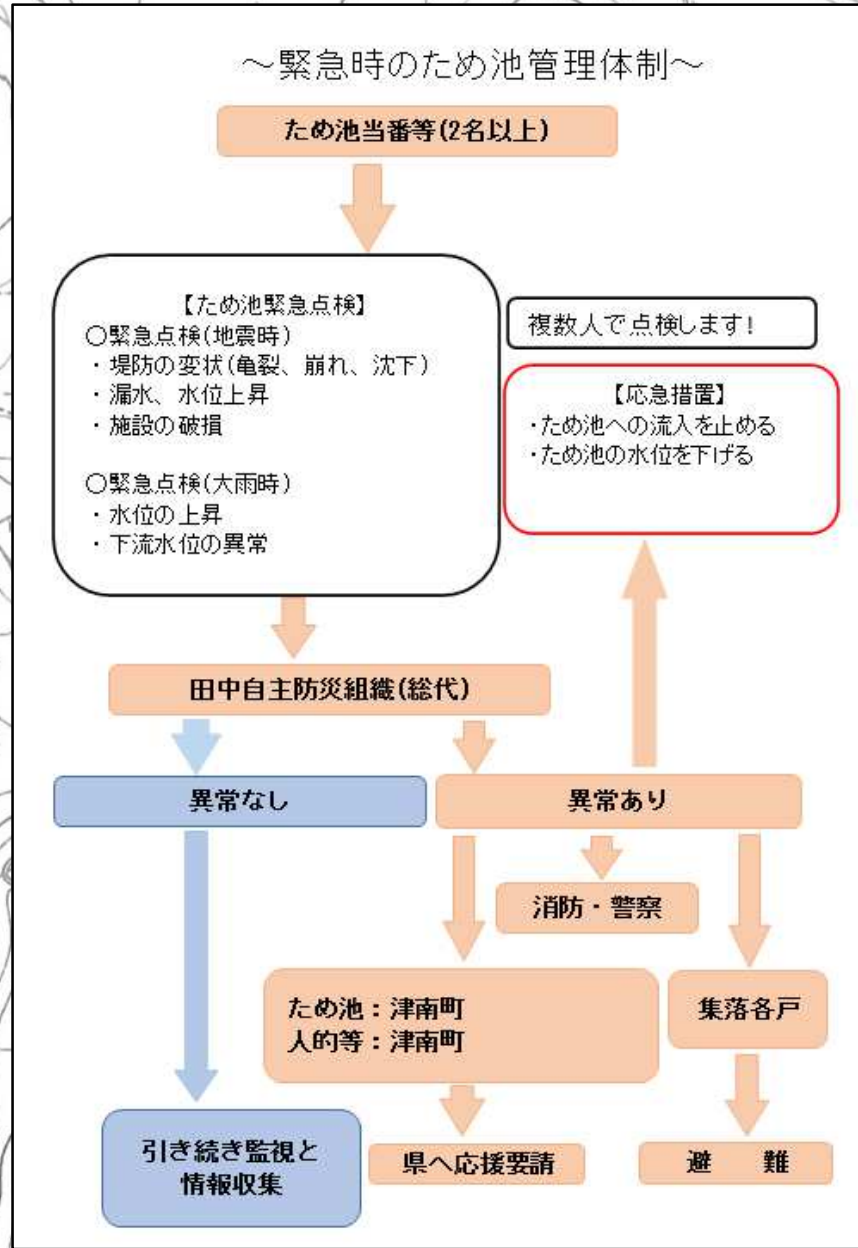 ～緊急時のため池管理体制～
ため池当番等(2名以上)
【ため池緊急点検】
○緊急点検(地震時)
・堤防の変状(亀裂、崩れ、沈下)
・漏水、水位上昇
・施設の破損
○緊急点検(大雨時)
・水位の上昇
・下流水位の異常
複数人で点検します!
【応急措置】
・ため池への流入を止める
・ため池の水位を下げる
田中自主防災組織(総代)
異常なし
異常あり
消防・警察
ため池：津南町
人的等：津南町
集落各戸
引き続き監視と
情報収集
県へ応援要請
避　難